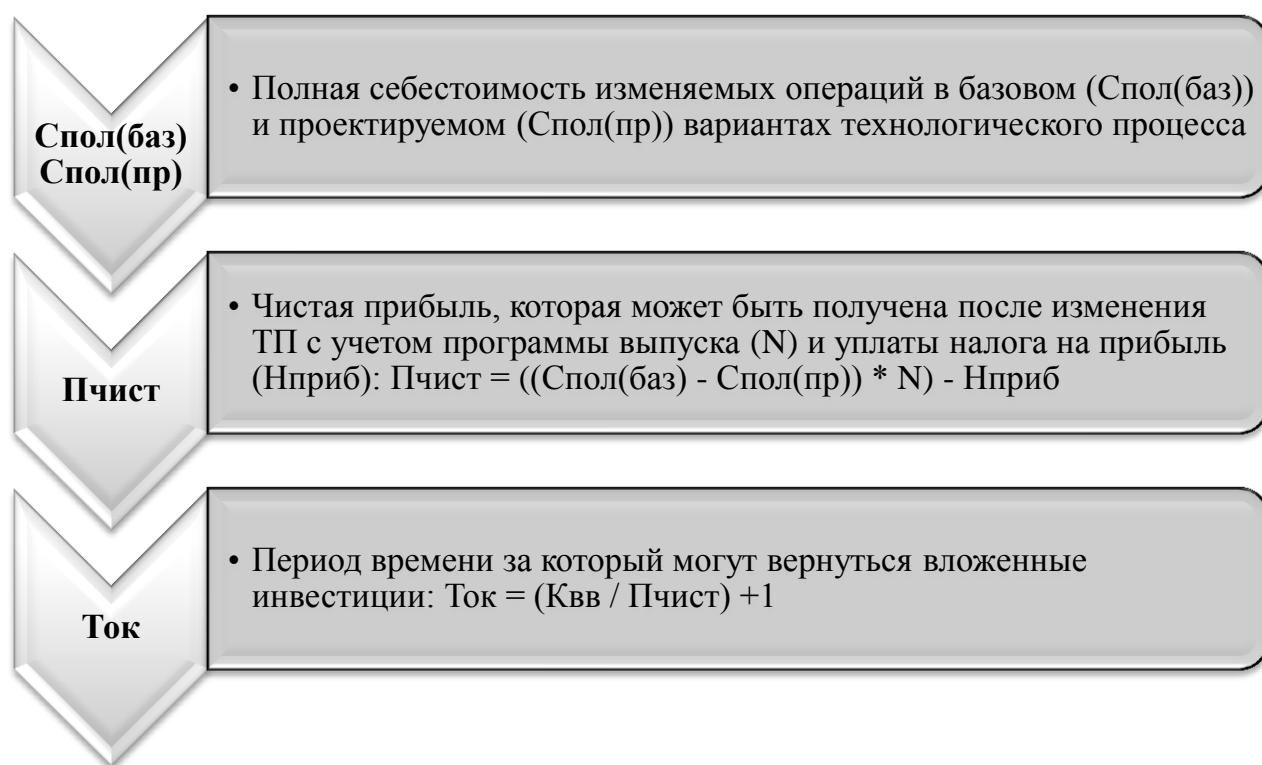 Спол(баз)
Спол(пр)
• Полная себестоимость изменяемых операций в базовом (Спол(баз))
и проектируемом (Спол(пр)) вариантах технологического процесса
Пчист
• Чистая прибыль, которая может быть получена после изменения
ТП с учетом программы выпуска (N) и уплаты налога на прибыль
(Нприб): Пчист = ((Спол(баз) - Спол(пр)) * N) - Нприб
Ток
• Период времени за который могут вернуться вложенные
инвестиции: Ток = (Квв / Пчист) +1